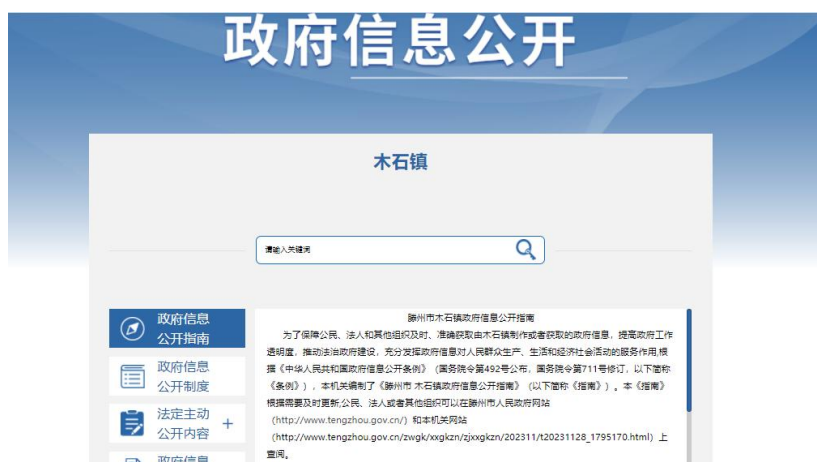 政府信息公开
木石镇
请输入关键词
政府信息
公开指南
政府信息
公开制度
法定主动
公开内容
+
政府信息
滕州市木石镇政府信息公开指南
为了保障公民、法人和其他组织及时、准确获取由木石镇制作或者获取的政府信息，提高政府工作
透明度，推动法治政府建设，充分发挥政府信息对人民群众生产、生活和经济社会活动的服务作用,根
据《中华人民共和国政府信息公开条例》（国务院令第492号公布，国务院令第711号修订，以下简称
《条例》），本机关编制了《滕州市 木石镇政府信息公开指南》（以下简称《指南》）。本《指南》
根据需要及时更新,公民、法人或者其他组织可以在滕州市人民政府网站
（http://www.tengzhou.gov.cn/）和本机关网站
（http://www.tengzhou.gov.cn/zwgk/xxgkzn/zjxxgkzn/202311/t20231128_1795170.html）上
查阅。